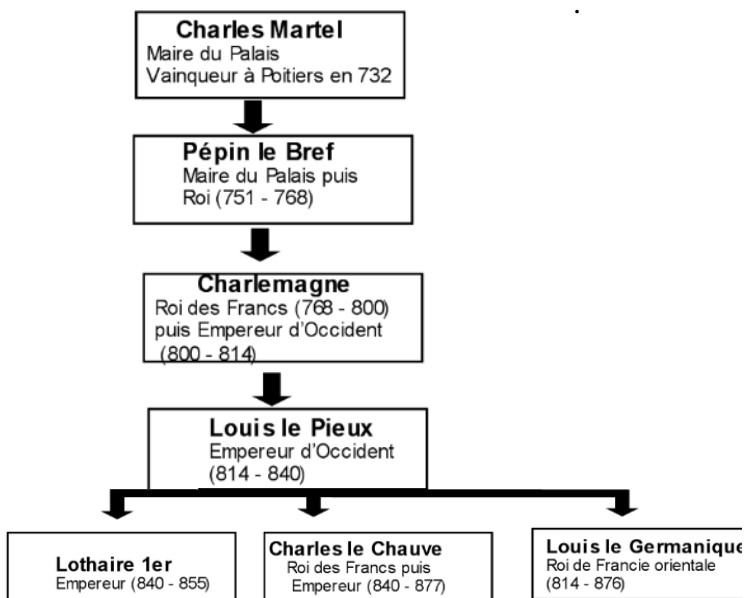 Charles Martel
Maire du Palais
Vainqueur à Poitiers en 732
Pépin le Bref
Maire du Palais puis
Roi (751 - 768)
Charlemagne
Roi des Francs (768 - 800)
puis Empereur d'Occident
(800 - 814)
Louis le Pieux
Empereur d'Occident
(814 - 840)
Lothaire 1er
Empereur (840 - 855)
Charles le Chauve
Roi des Francs puis
Empereur (840 - 877)
Louis le Germanique
Roi de Francie orientale
(814 - 876)